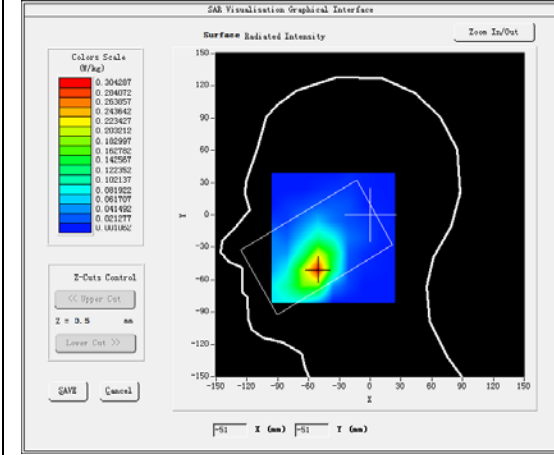 SAR Visualisation Graphical Interface
Surface Radiated Intensity
Zoom In/Out
Colors Scale
(W/kg)
0.304287
0.284072
0.263857
0.243642
0.223427
0.203212
0.182997
0.162782
0.142567
0.122352
0.102137
0.081922
0.061707
0.041492
0.021277
0.001062
Z-Cuts Control
<< Upper Cut
Z = 3.5 mm
Lower Cut >>
SAVE Cancel
150
120
90
60
30
Y
0
-30
-60
-90
-120
-150
-150 -120 -90 -60 -30 0 30 60 90 120 150
X
-51 X (mm) -51 Y (mm)